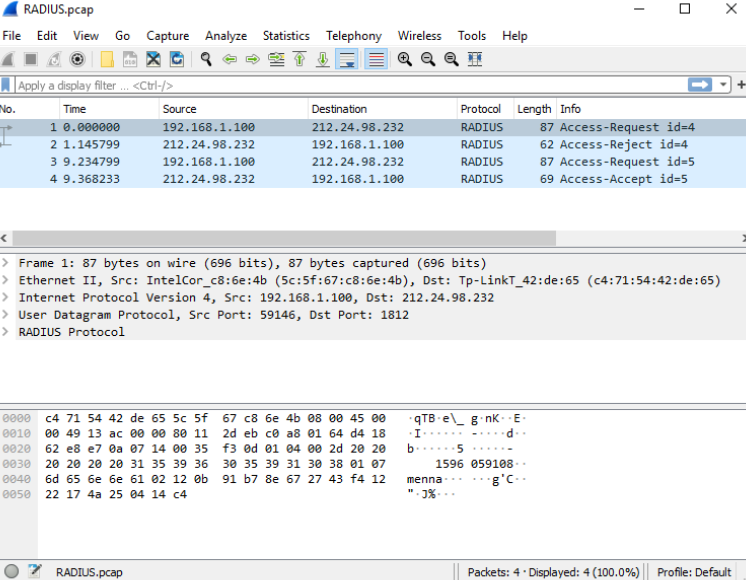 RADIUS.pcap
File Edit View Go Capture Analyze Statistics Telephony Wireless Tools Help
Apply a display filter ... <Ctrl-/>
No. Time Source Destination Protocol Length Info
1 0.000000 192.168.1.100 212.24.98.232 RADIUS 87 Access-Request id=4
2 1.145799 212.24.98.232 192.168.1.100 RADIUS 62 Access-Reject id=4
3 9.234799 192.168.1.100 212.24.98.232 RADIUS 87 Access-Request id=5
4 9.368233 212.24.98.232 192.168.1.100 RADIUS 69 Access-Accept id=5
Frame 1: 87 bytes on wire (696 bits), 87 bytes captured (696 bits)
Ethernet II, Src: IntelCor_c8:6e:4b (5c:5f:67:c8:6e:4b), Dst: Tp-LinkT_42:de:65 (c4:71:54:42:de:65)
Internet Protocol Version 4, Src: 192.168.1.100, Dst: 212.24.98.232
User Datagram Protocol, Src Port: 59146, Dst Port: 1812
RADIUS Protocol
0000 c4 71 54 42 de 65 5c 5f 67 c8 6e 4b 08 00 45 00 ·qTB·e\_ g·nK··E·
0010 00 49 13 ac 00 00 80 11 2d eb c0 a8 01 64 d4 18 ·I······ -····d··
0020 62 e8 e7 0a 07 14 00 35 f3 0d 01 04 00 2d 20 20 b······5 ·····-
0030 20 20 20 20 31 35 39 36 30 35 39 31 30 38 01 07 1596 059108··
0040 6d 65 6e 6e 61 02 12 0b 91 b7 8e 67 27 43 f4 12 menna··· ···g'C··
0050 22 17 4a 25 04 14 c4 "·J%···
RADIUS.pcap Packets: 4 · Displayed: 4 (100.0%) Profile: Default